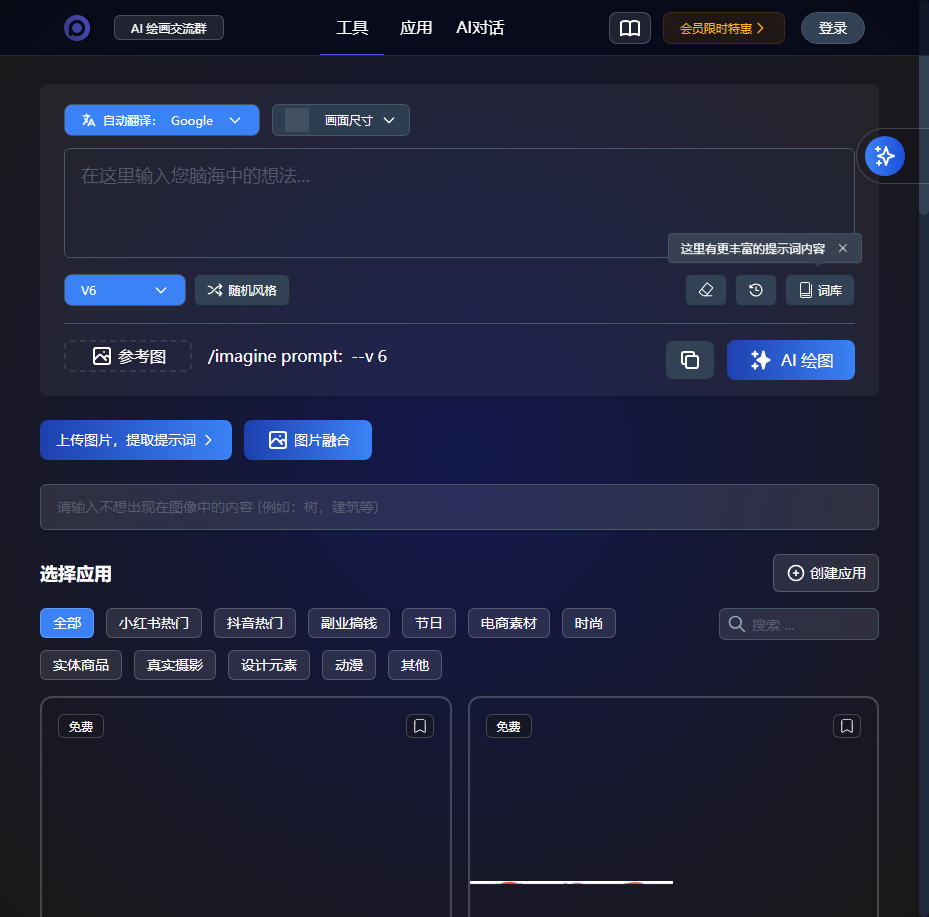 AI 绘画交流群
工具 应用 AI对话
会员限时特惠
登录
自动翻译: Google
画面尺寸
在这里输入您脑海中的想法...
这里有更丰富的提示词内容
V6
随机风格
词库
参考图
/imagine prompt: --v 6
AI 绘图
上传图片，提取提示词
图片融合
请输入不想出现在图像中的内容 (例如：树，建筑等)
选择应用
创建应用
全部 小红书热门 抖音热门 副业搞钱 节日 电商素材 时尚
搜索 ...
实体商品 真实摄影 设计元素 动漫 其他
免费
免费